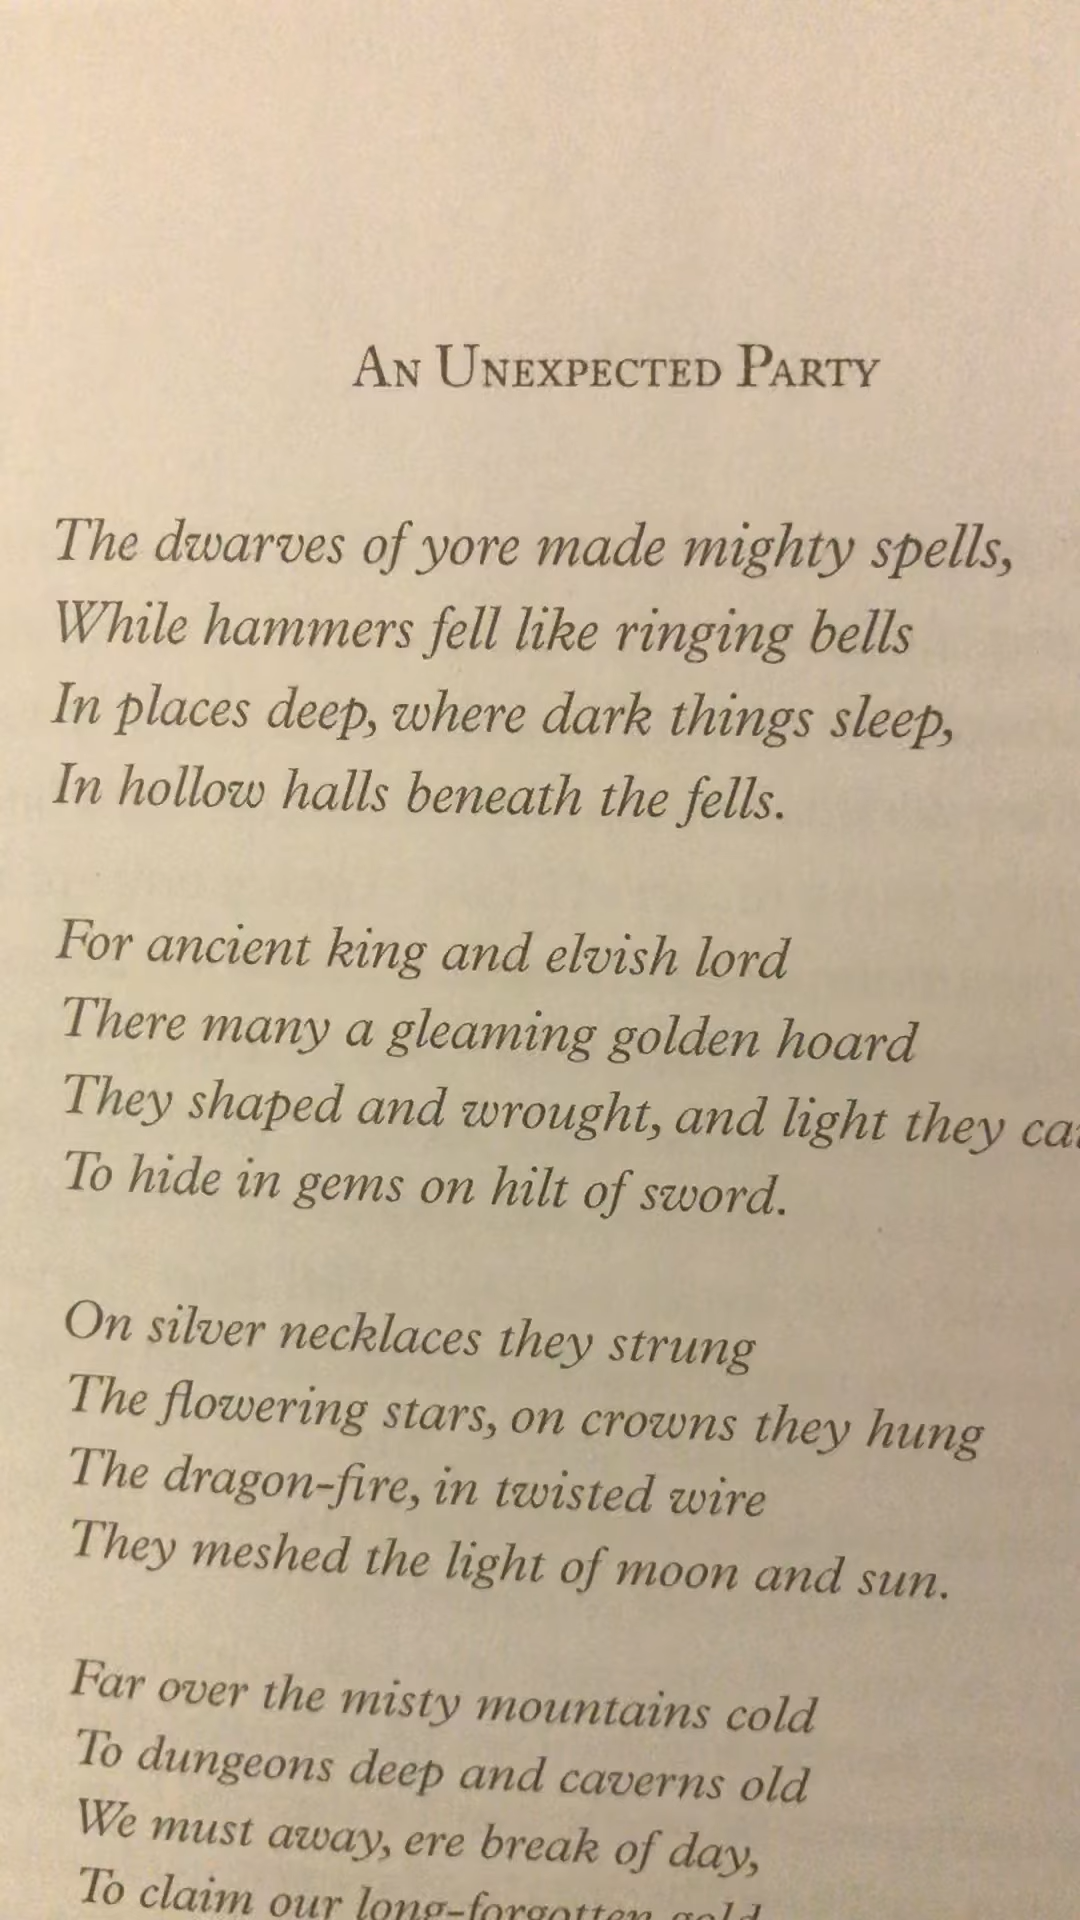 An Unexpected Party
The dwarves of yore made mighty spells,
While hammers fell like ringing bells
In places deep, where dark things sleep,
In hollow halls beneath the fells.
For ancient king and elvish lord
There many a gleaming golden hoard
They shaped and wrought, and light they
To hide in gems on hilt of sword.
On silver necklaces they strung
The flowering stars, on crowns they hung
The dragon-fire, in twisted wire
They meshed the light of moon and sun.
Far over the misty mountains cold
To dungeons deep and caverns old
We must away, ere break of day,
To claim our long-forgotten gold